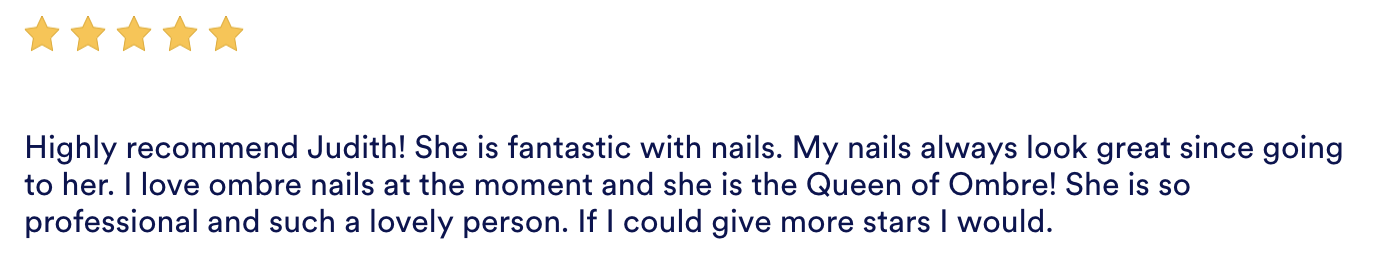 Highly recommend Judith! She is fantastic with nails. My nails always look great since going
to her. I love ombre nails at the moment and she is the Queen of Ombre! She is so
professional and such a lovely person. If I could give more stars I would.